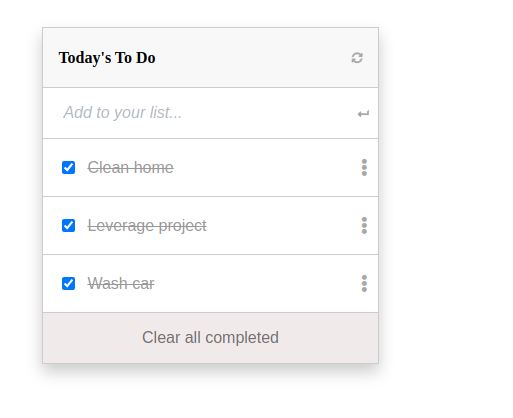 Today's To Do
Add to your list...
Clean home
Leverage project
Wash car
Clear all completed